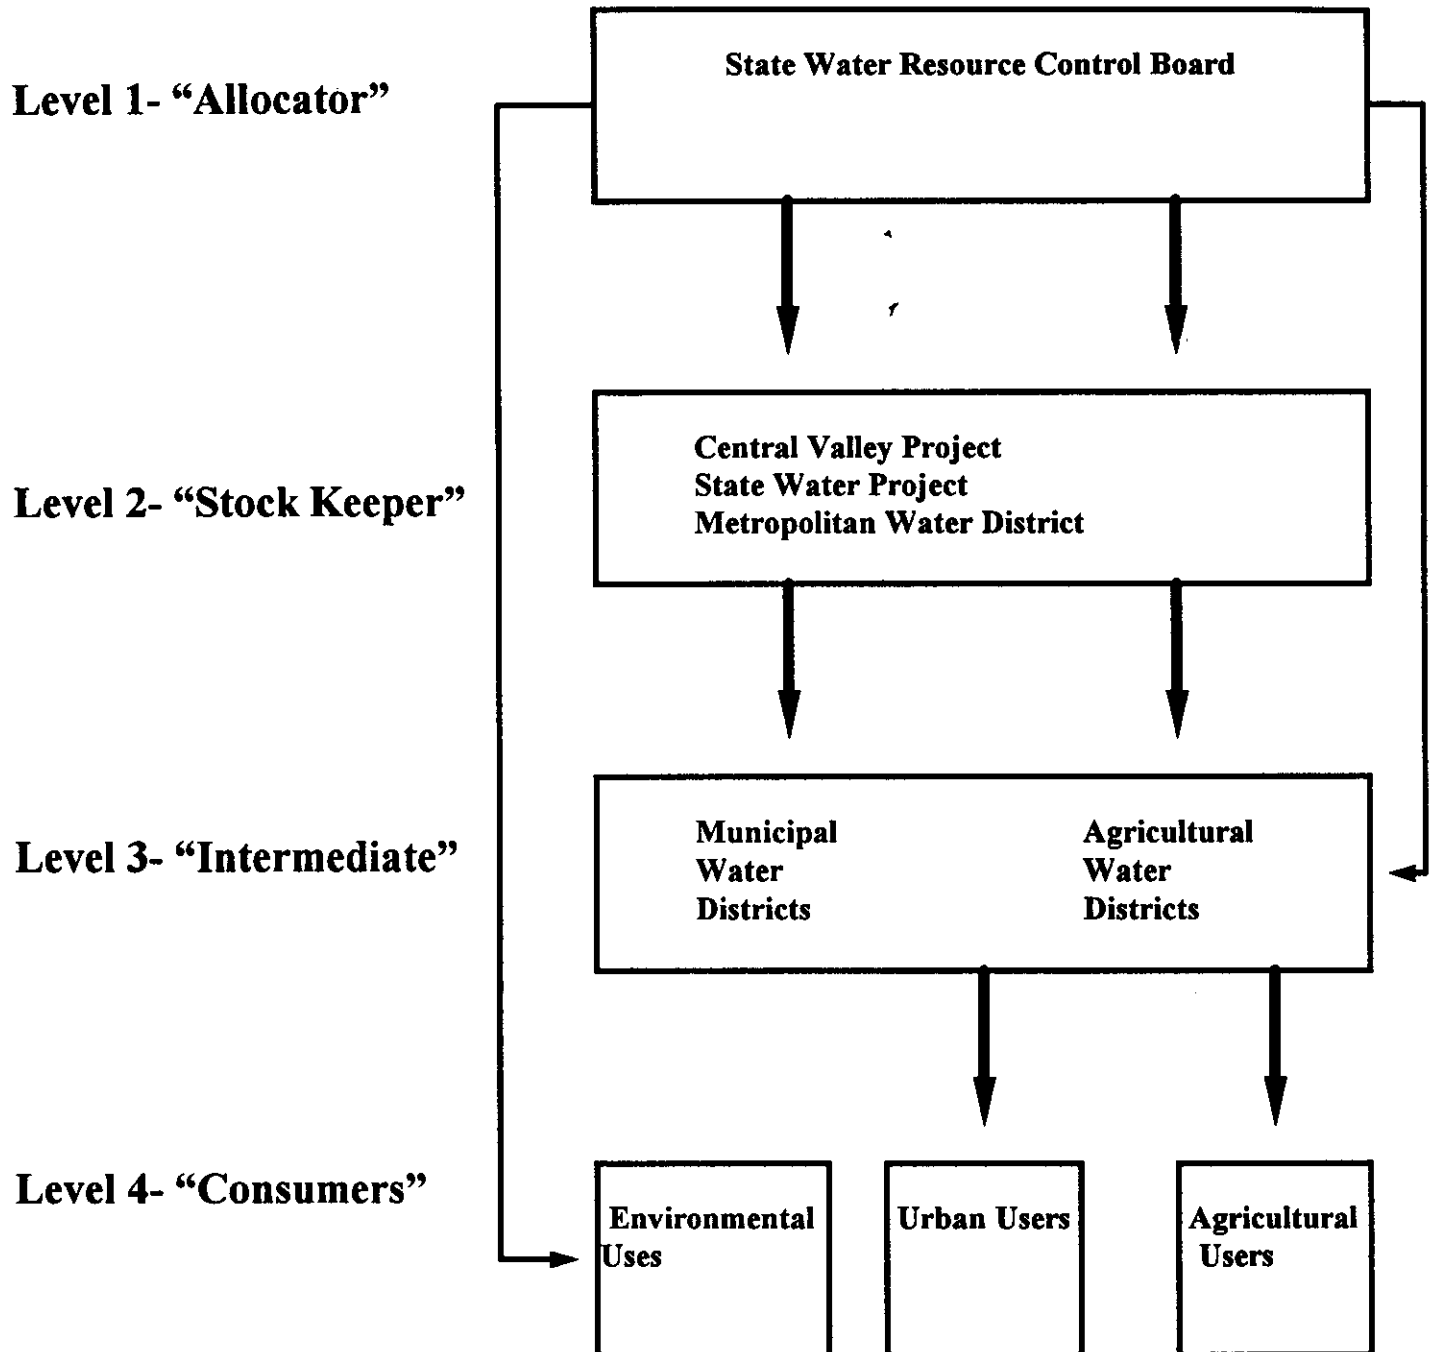 State Water Resource Control Board
Level 1- “Allocator”
Central Valley Project
State Water Project
Level 2- “Stock Keeper”
Metropolitan Water District
Municipal
Water
Districts
Agricultural
Water
Districts
Level 3- “Intermediate”
Level 4- “Consumers”
Environmental
Uses
Urban Users
Agricultural
Users